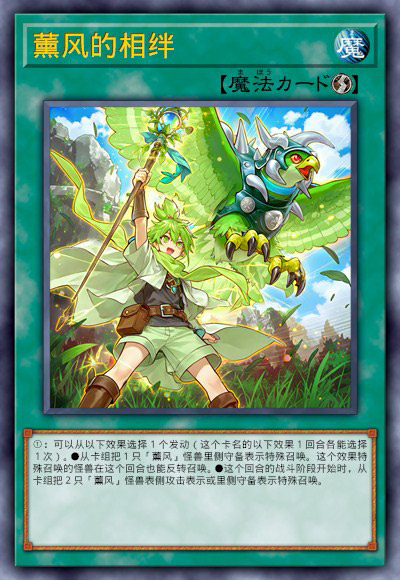 薰风的相绊
魔
【魔法カード】
まほう
①：可以从以下效果选择1个发动（这个卡名的以下效果1回合各能选择
1次）。●从卡组把1只「薰风」怪兽里侧守备表示特殊召唤。这个效果特
殊召唤的怪兽在这个回合也能反转召唤。●这个回合的战斗阶段开始时，从
卡组把2只「薰风」怪兽表侧攻击表示或里侧守备表示特殊召唤。